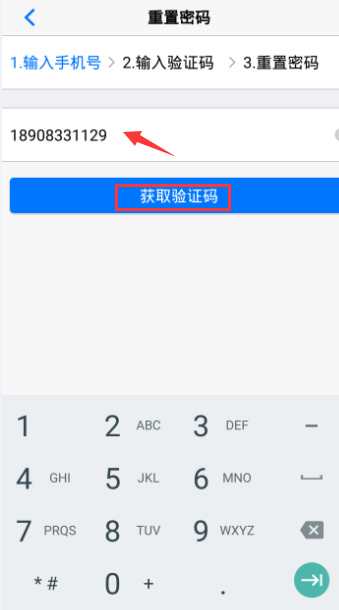 重置密码
1.输入手机号 > 2.输入验证码 > 3.重置密码
18908331129
获取验证码
1 2 ABC 3 DEF –
4 GHI 5 JKL 6 MNO
7 PRQS 8 TUV 9 WXYZ
* # 0 + .